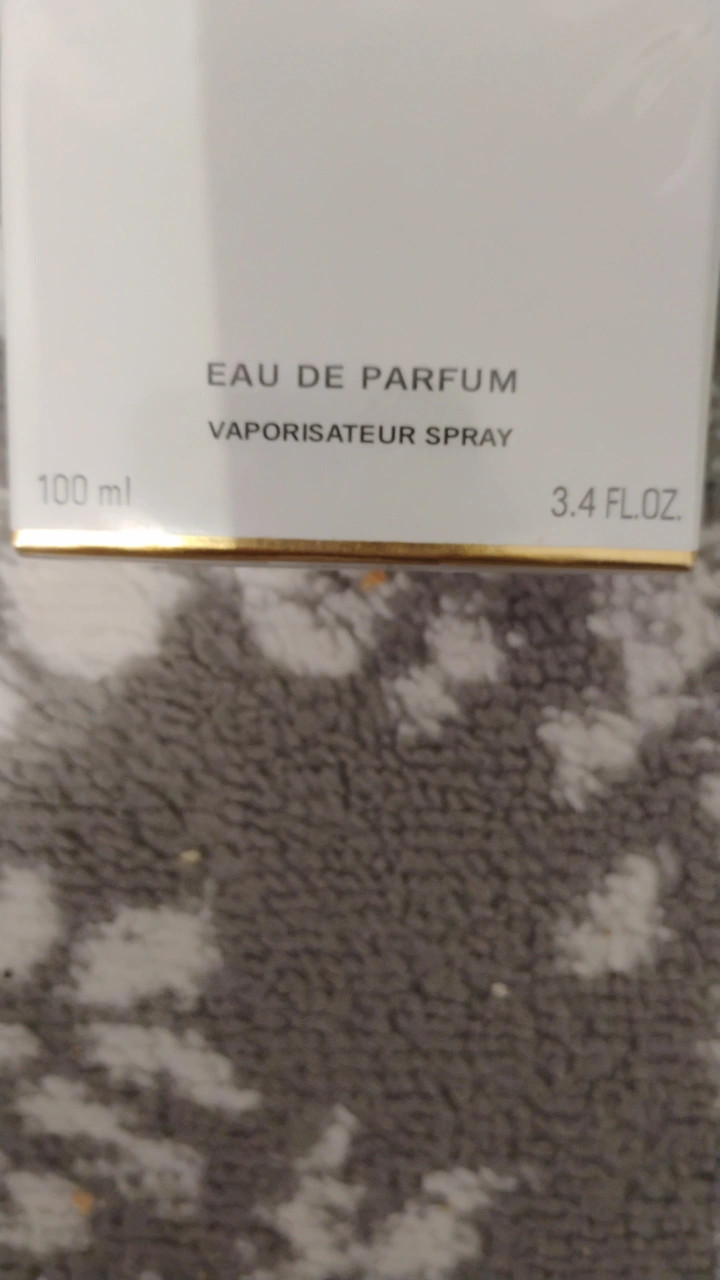 EAU DE PARFUM
VAPORISATEUR SPRAY
100 ml
3.4 FL.OZ.